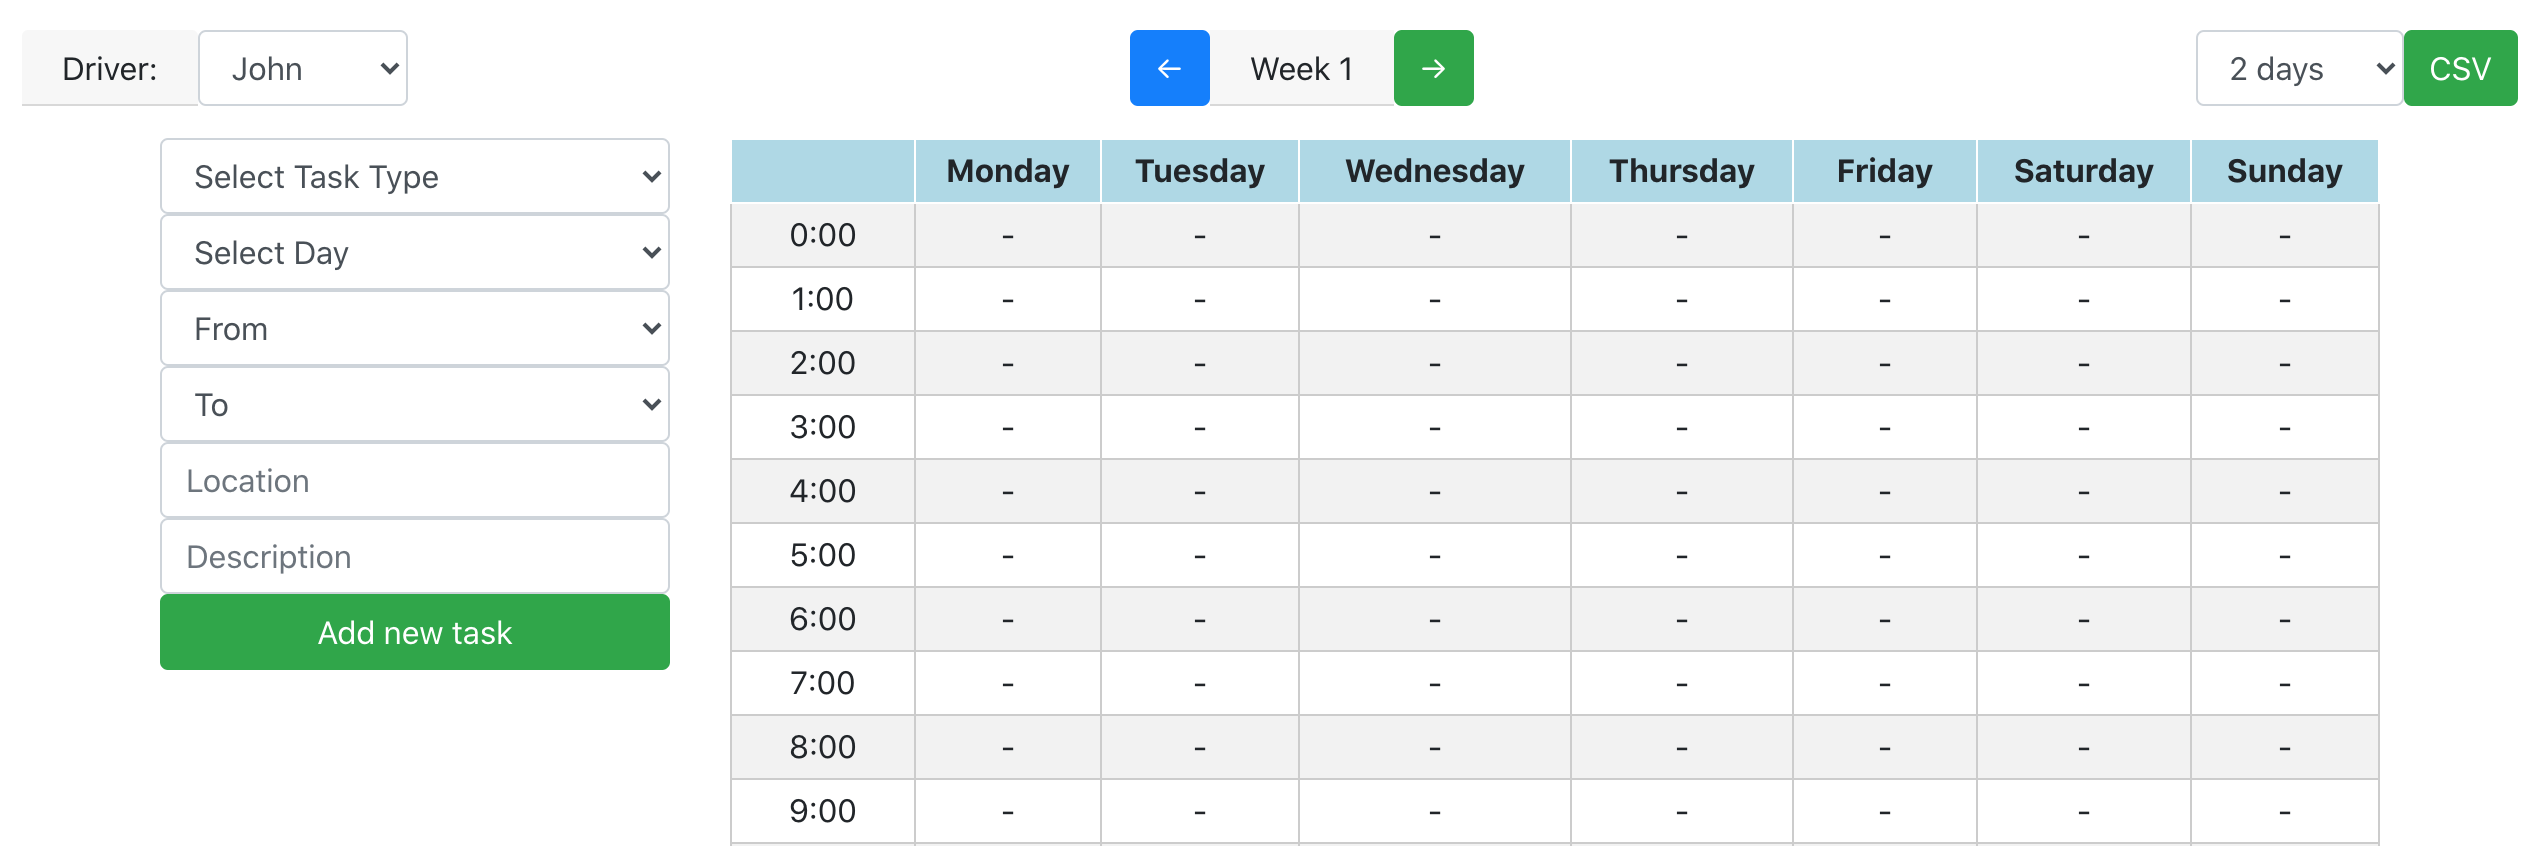 Driver: John ← Week 1 → 2 days CSV
Select Task Type
Select Day
From
To
Location
Description
Add new task
Monday Tuesday Wednesday Thursday Friday Saturday Sunday
0:00 - - - - - - -
1:00 - - - - - - -
2:00 - - - - - - -
3:00 - - - - - - -
4:00 - - - - - - -
5:00 - - - - - - -
6:00 - - - - - - -
7:00 - - - - - - -
8:00 - - - - - - -
9:00 - - - - - - -